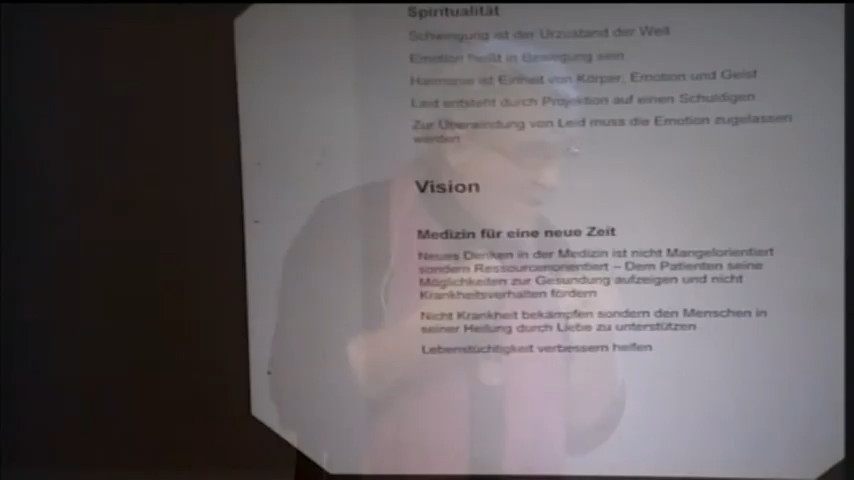 Spiritualität
Schwingung ist der Urzustand der Welt
Emotion heißt in Bewegung sein
Harmonie ist Einheit von Körper, Emotion und Geist
Leid entsteht durch Projektion auf einen Schuldigen
Zur Überwindung von Leid muss die Emotion zugelassen
werden
Vision
Medizin für eine neue Zeit
Neues Denken in der Medizin ist nicht Mangelorientiert
sondern Ressourcenorientiert – Dem Patienten seine
Möglichkeiten zur Gesundung aufzeigen und nicht
Krankheitsverhalten fördern
Nicht Krankheit bekämpfen sondern den Menschen in
seiner Heilung durch Liebe zu unterstützen
Lebenstüchtigkeit verbessern helfen